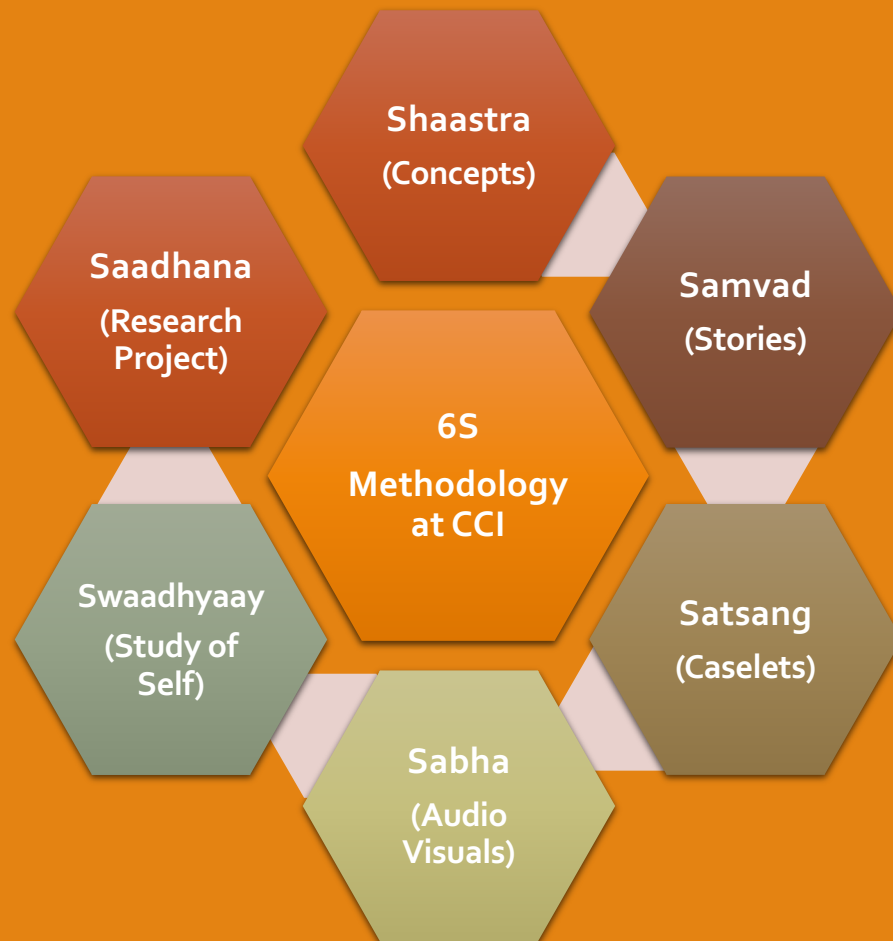 Shaastra
(Concepts)
Samvad
(Stories)
Satsang
(Caselets)
Sabha
(Audio
Visuals)
Swaadhyaay
(Study of
Self)
Saadhana
(Research
Project)
6S
Methodology
at CCI